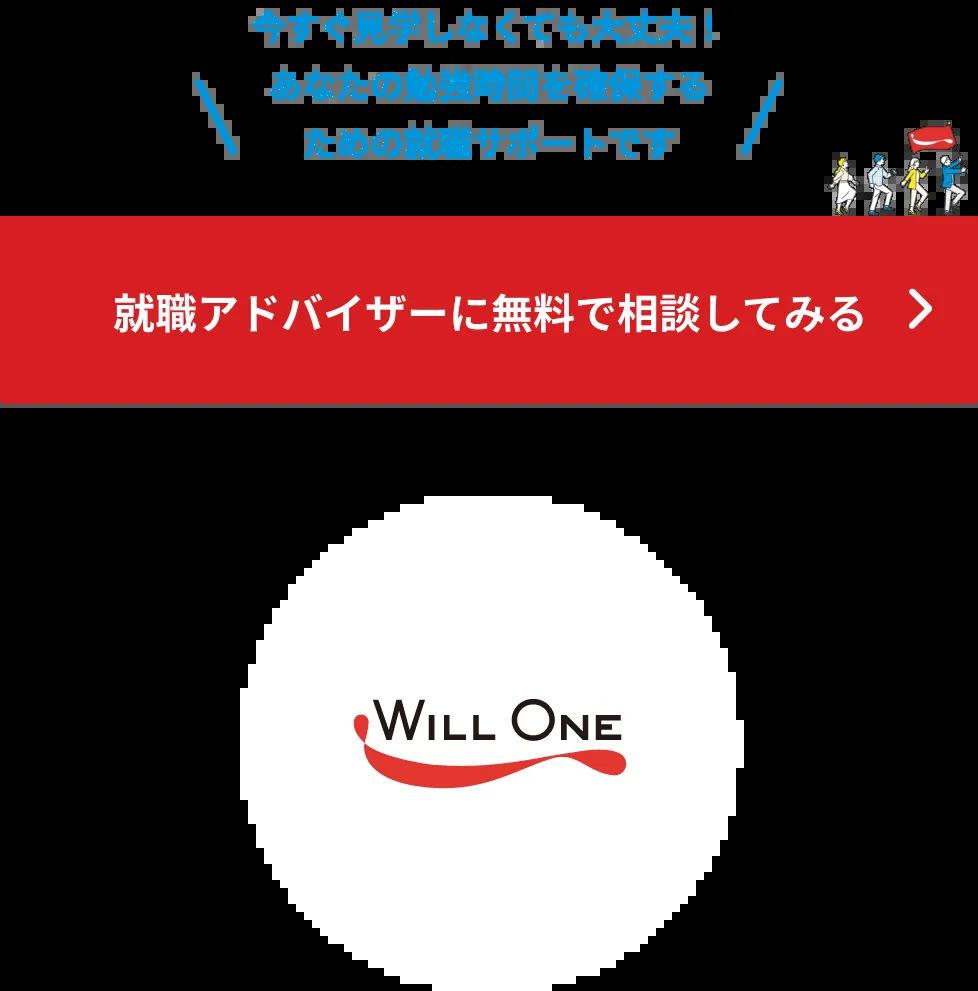 今すぐ見学しなくても大丈夫！
あなたの勉強時間を確保する
ための就職サポートです
就職アドバイザーに無料で相談してみる
WILL ONE